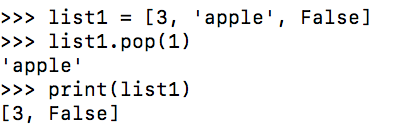 >>> list1 = [3, 'apple', False]
>>> list1.pop(1)
'apple'
>>> print(list1)
[3, False]